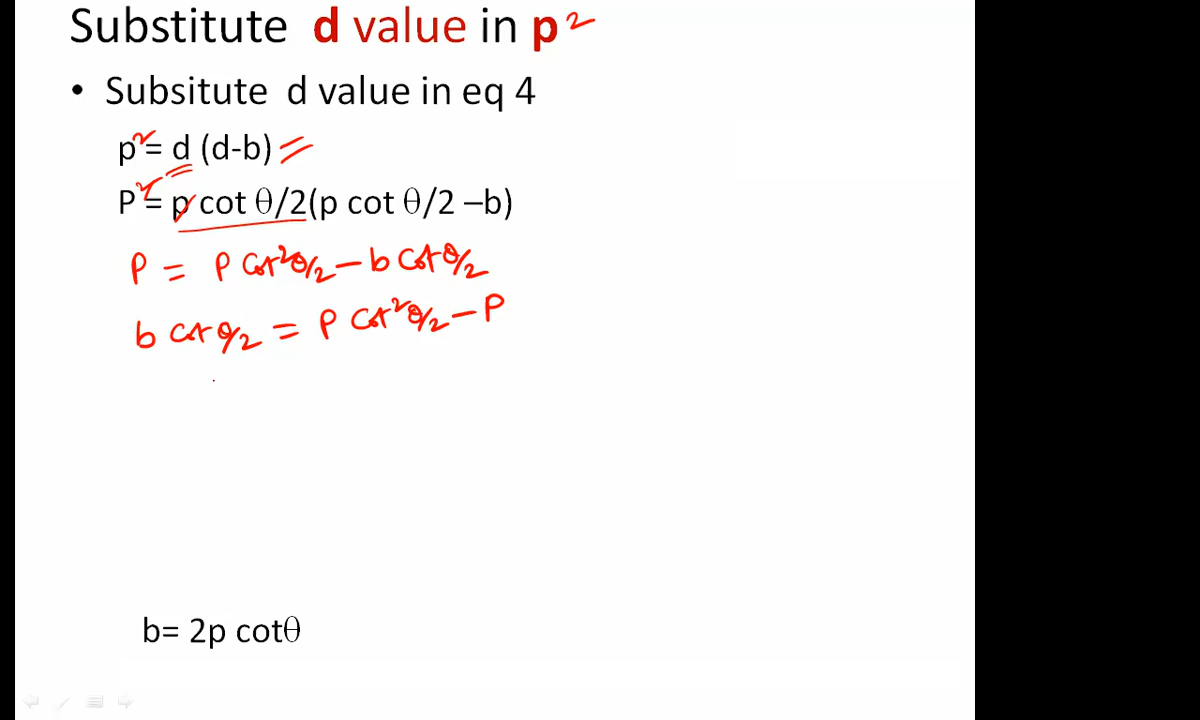 Substitute d value in p²
• Subsitute d value in eq 4
p²= d (d-b)
P²= p cot θ/2(p cot θ/2 –b)
P = P cot²θ/2 - b cot θ/2
b cot θ/2 = P cot²θ/2 - P
b= 2p cotθ